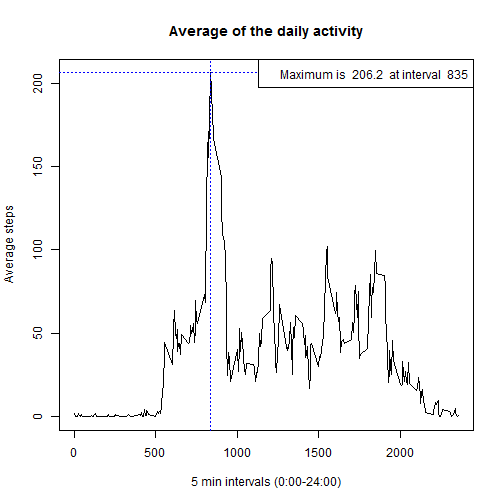 Average of the daily activity
Maximum is 206.2 at interval 835
Average steps
200
150
100
50
0
0 500 1000 1500 2000
5 min intervals (0:00-24:00)